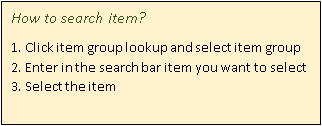 How to search item?
1. Click item group lookup and select item group
2. Enter in the search bar item you want to select
3. Select the item